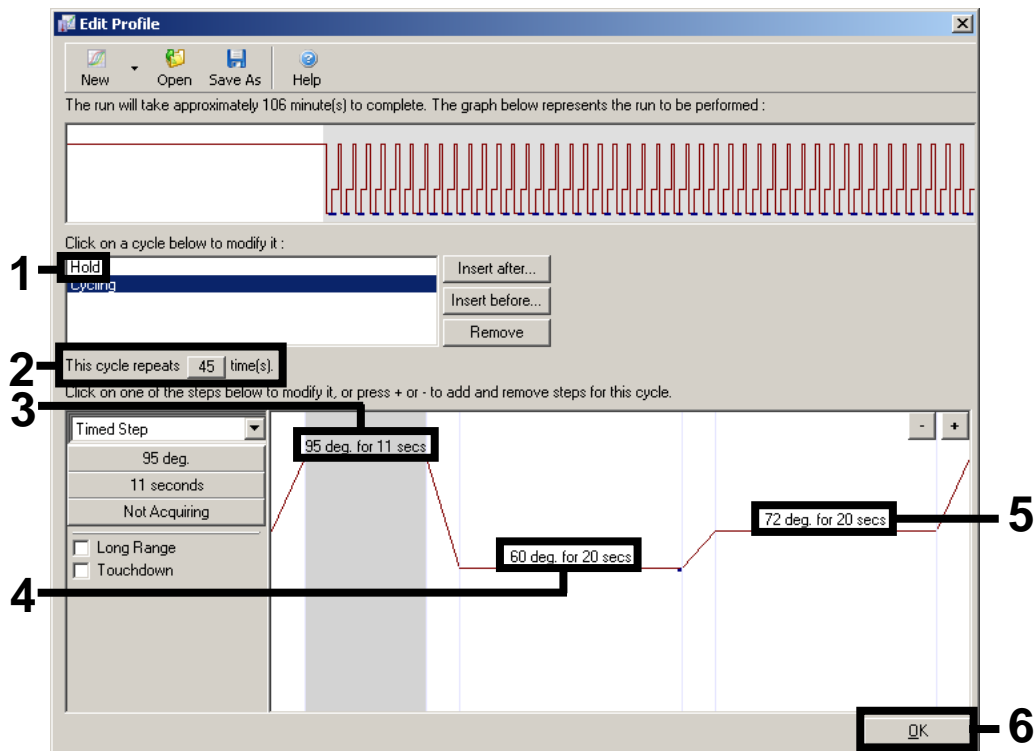 Edit Profile
New Open Save As Help
The run will take approximately 106 minute(s) to complete. The graph below represents the run to be performed :
Click on a cycle below to modify it :
1 Hold Insert after...
Cycling
Insert before...
Remove
2 This cycle repeats 45 time(s).
Click on one of the steps below to modify it, or press + or - to add and remove steps for this cycle.
3
Timed Step - +
95 deg. for 11 secs
95 deg.
11 seconds
Not Acquiring
72 deg. for 20 secs 5
Long Range
60 deg. for 20 secs
Touchdown
4
OK 6